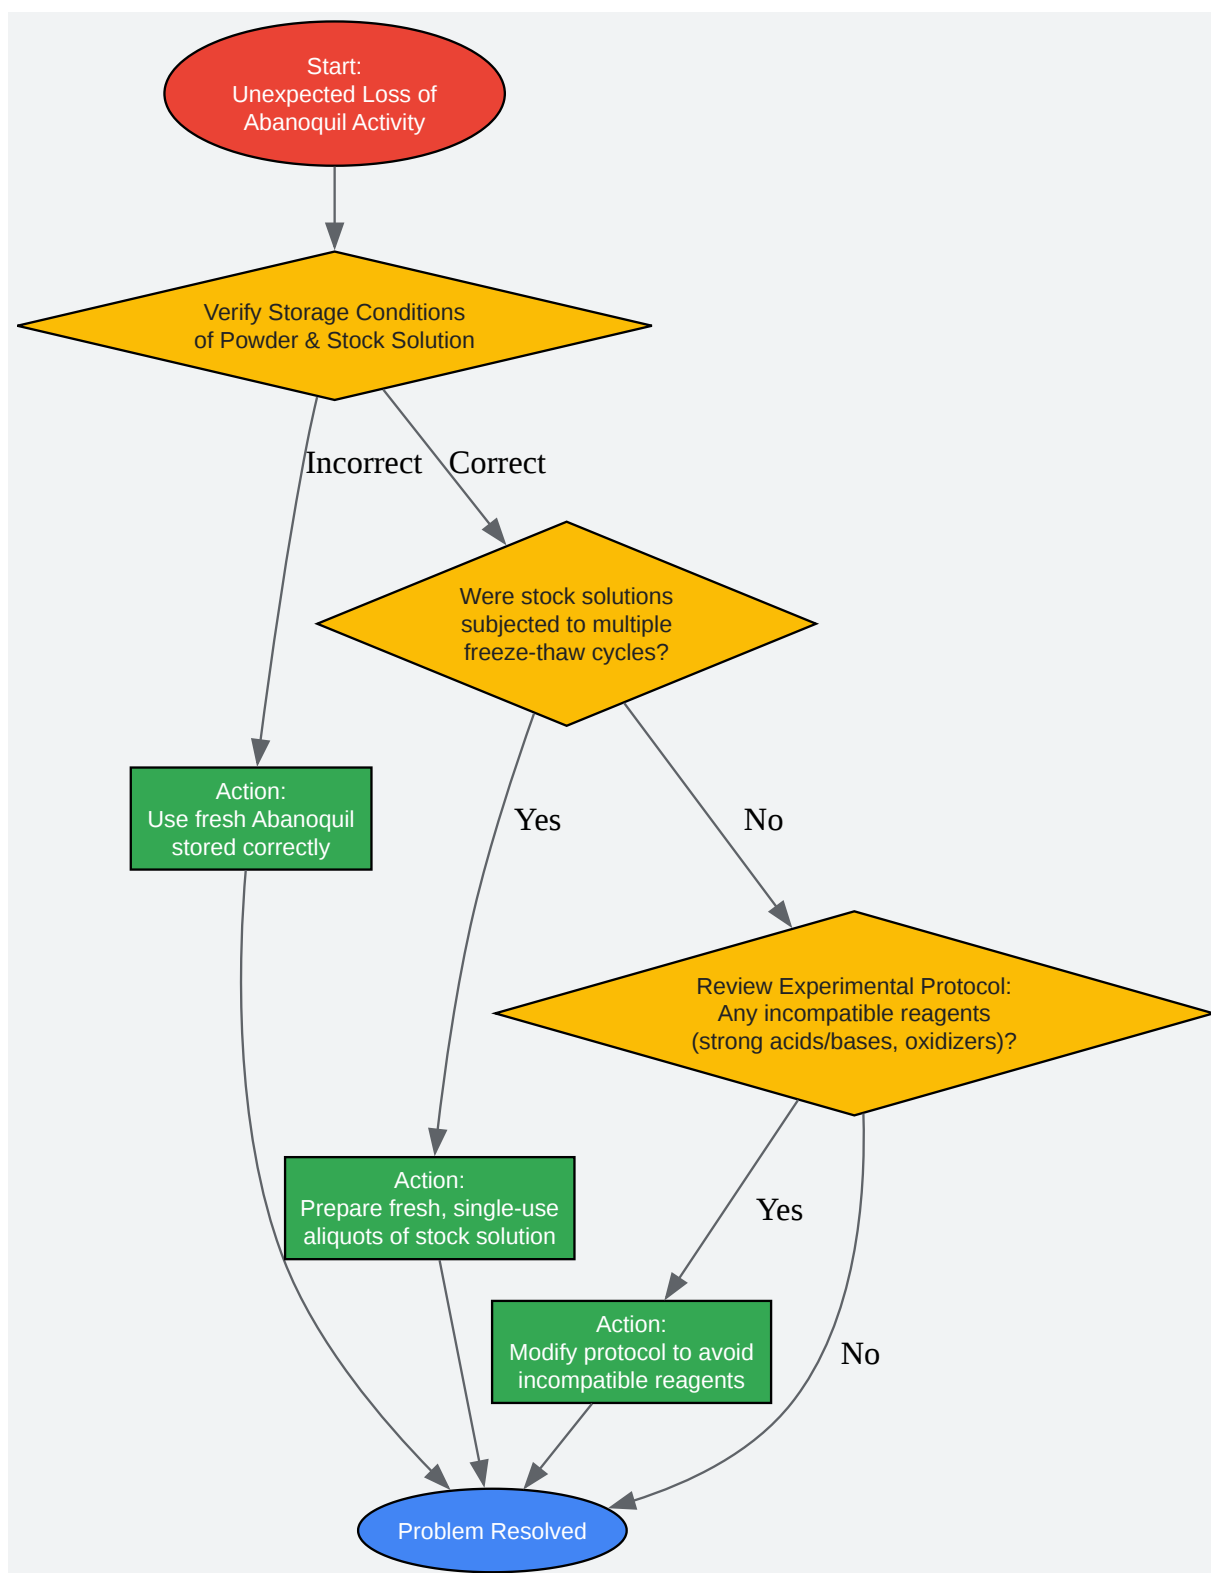 Start:
Unexpected Loss of
Abanoquil Activity
Verify Storage Conditions
of Powder & Stock Solution
Incorrect
Correct
Were stock solutions
subjected to multiple
freeze-thaw cycles?
Action:
Use fresh Abanoquil
stored correctly
Yes
No
Review Experimental Protocol:
Any incompatible reagents
(strong acids/bases, oxidizers)?
Action:
Prepare fresh, single-use
aliquots of stock solution
Yes
Action:
Modify protocol to avoid
incompatible reagents
No
Problem Resolved